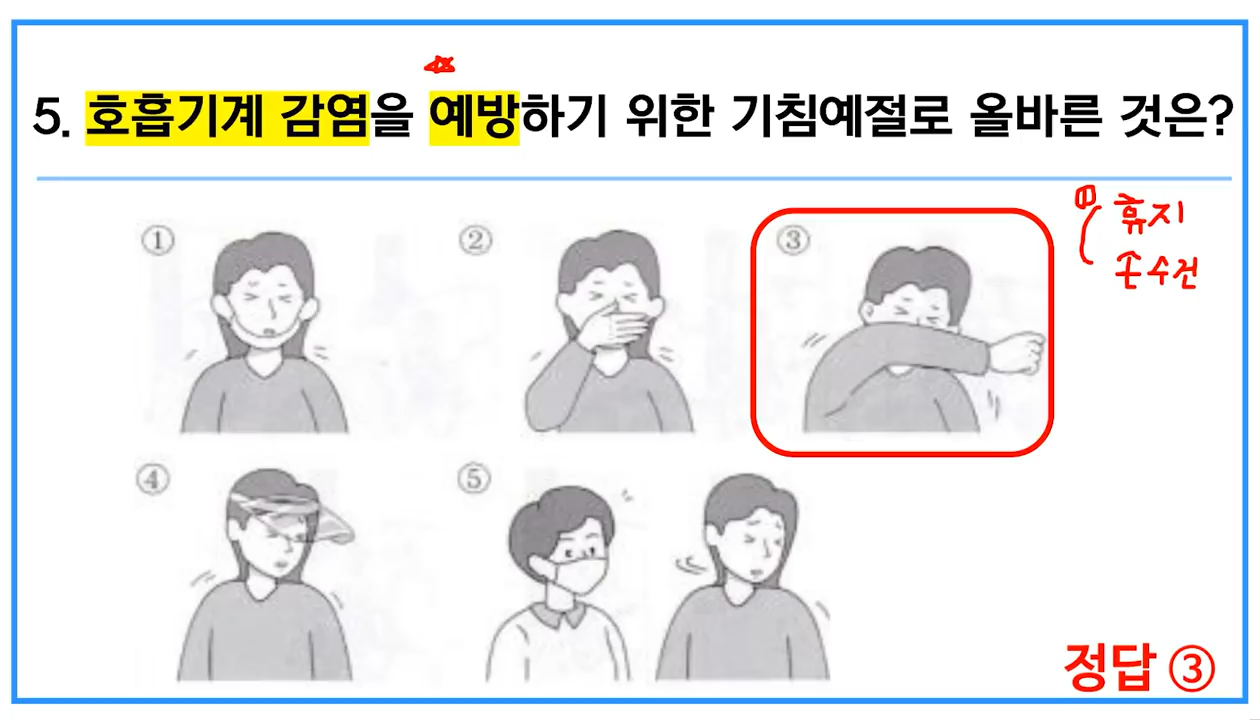 5. 호흡기계 감염을 예방하기 위한 기침예절로 올바른 것은?
휴지
손수건
①
②
③
④
⑤
정답 ③